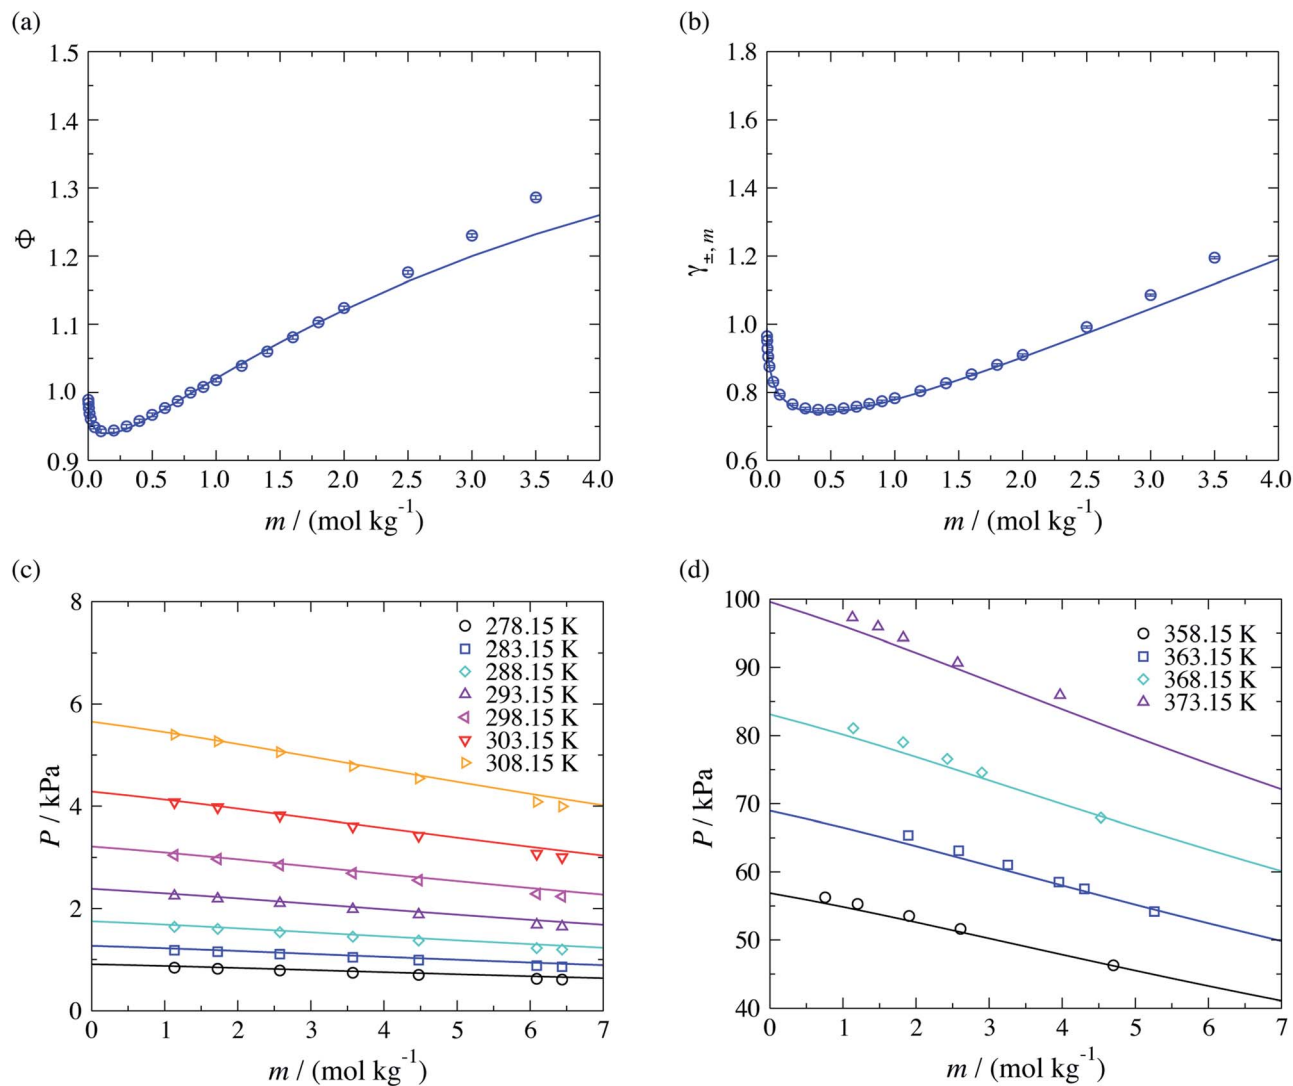 (a)
1.5
1.4
1.3
1.2
1.1
1.0
0.9
Φ
0.0 0.5 1.0 1.5 2.0 2.5 3.0 3.5 4.0
m / (mol kg⁻¹)
(b)
1.8
1.6
1.4
1.2
1.0
0.8
0.6
γ±, m
0.0 0.5 1.0 1.5 2.0 2.5 3.0 3.5 4.0
m / (mol kg⁻¹)
(c)
8
6
4
2
0
P / kPa
278.15 K
283.15 K
288.15 K
293.15 K
298.15 K
303.15 K
308.15 K
0 1 2 3 4 5 6 7
m / (mol kg⁻¹)
(d)
100
90
80
70
60
50
40
P / kPa
358.15 K
363.15 K
368.15 K
373.15 K
0 1 2 3 4 5 6 7
m / (mol kg⁻¹)